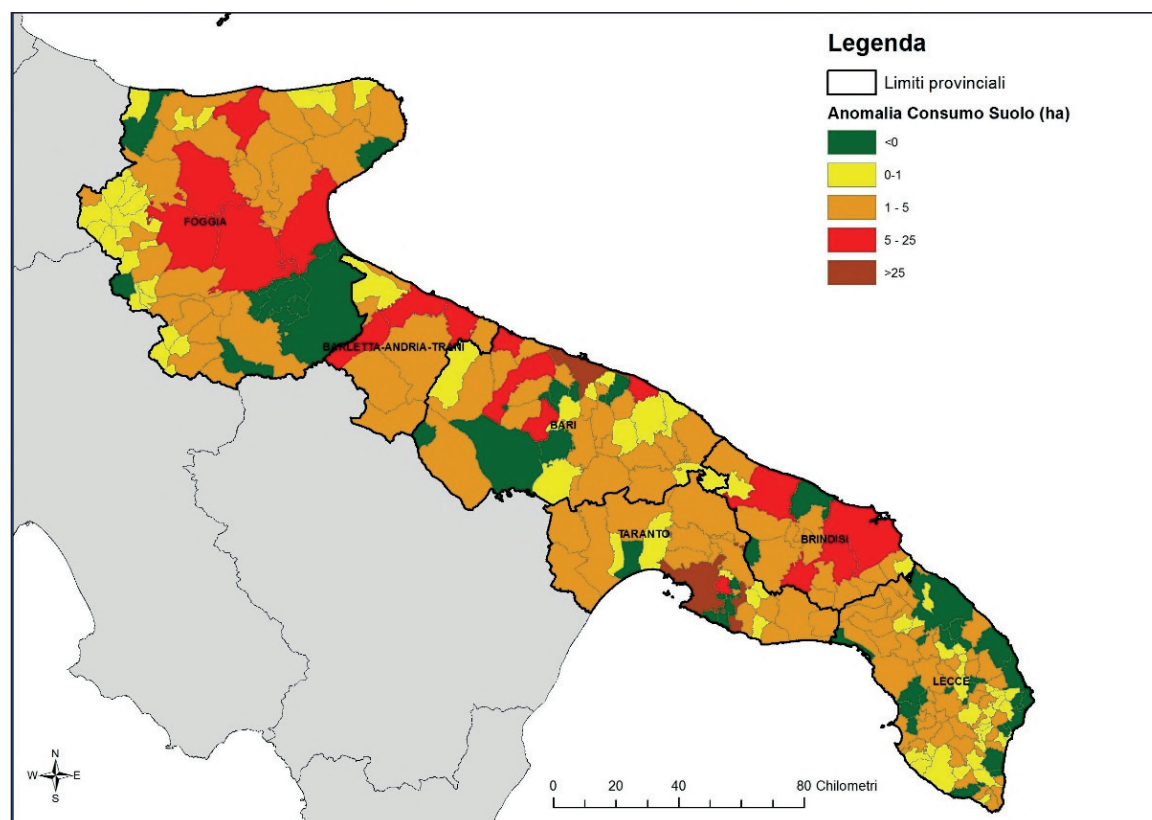 Legenda
Limiti provinciali
Anomalia Consumo Suolo (ha)
<0
0-1
1 - 5
5 - 25
>25
FOGGIA
BARLETTA-ANDRIA-TRANI
BARI
TARANTO
BRINDISI
LECCE
N
W E
S
0 20 40 60 80 Chilometri